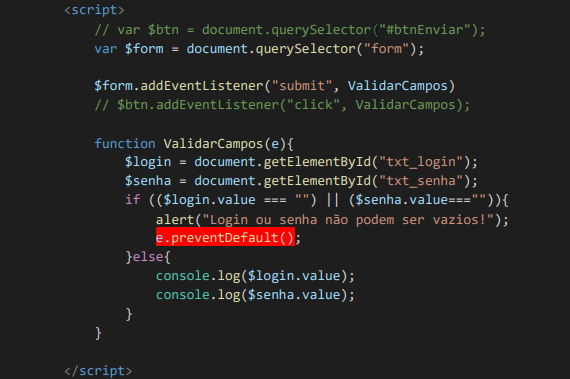 <script>
// var $btn = document.querySelector("#btnEnviar");
var $form = document.querySelector("form");
$form.addEventListener("submit", ValidarCampos)
// $btn.addEventListener("click", ValidarCampos);
function ValidarCampos(e){
$login = document.getElementById("txt_login");
$senha = document.getElementById("txt_senha");
if (($login.value === "") || ($senha.value==="")){
alert("Login ou senha não podem ser vazios!");
e.preventDefault();
}else{
console.log($login.value);
console.log($senha.value);
}
}
</script>